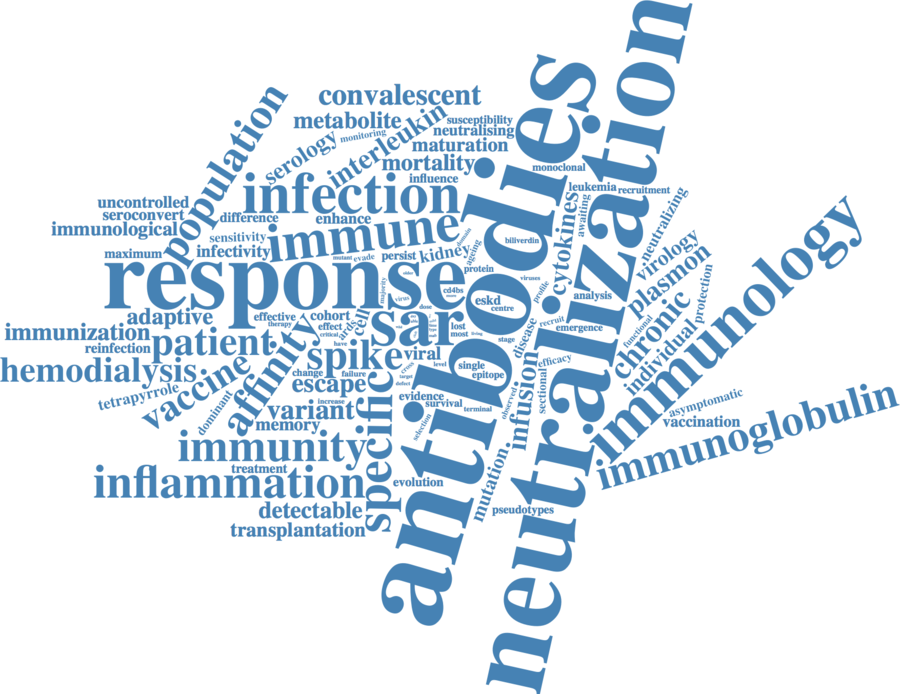 convalescent
metabolite
susceptibility
neutralising
monitoring
serology
interleukin
maturation
mortality
population
influence
monoclonal
infection
leukemia
recruitment
uncontrolled
seroconvert
immunological
difference
enhance
awaiting
neutralizing
antibodies
neutralization
immune
sensitivity
infectivity
maximum
mutant
evade
persist
kidney
domain
ageing
biliverdin
cytokines
virology
response
older
protein
viruses
majority
virus
cd4bs
profile
plasmon
protection
immunology
eskd
centre
analysis
dose
adaptive
effective
therapy
cohort
effect
critical
have
ards
cell
sars
lost
most
living
recruit
emergence
chronic
functional
immunization
reinfection
patient
affinity
spike
viral
stage
disease
individual
hemodialysis
change
failure
cross
target
defect
level
single
epitope
efficacy
sectional
tetrapyrrole
vaccine
dominant
escape
increase
evidence
survival
terminal
observed
infusion
asymptomatic
vaccination
immunoglobulin
variant
memory
specific
selection
immunity
treatment
inflammation
evolution
mutation
detectable
pseudotypes
transplantation